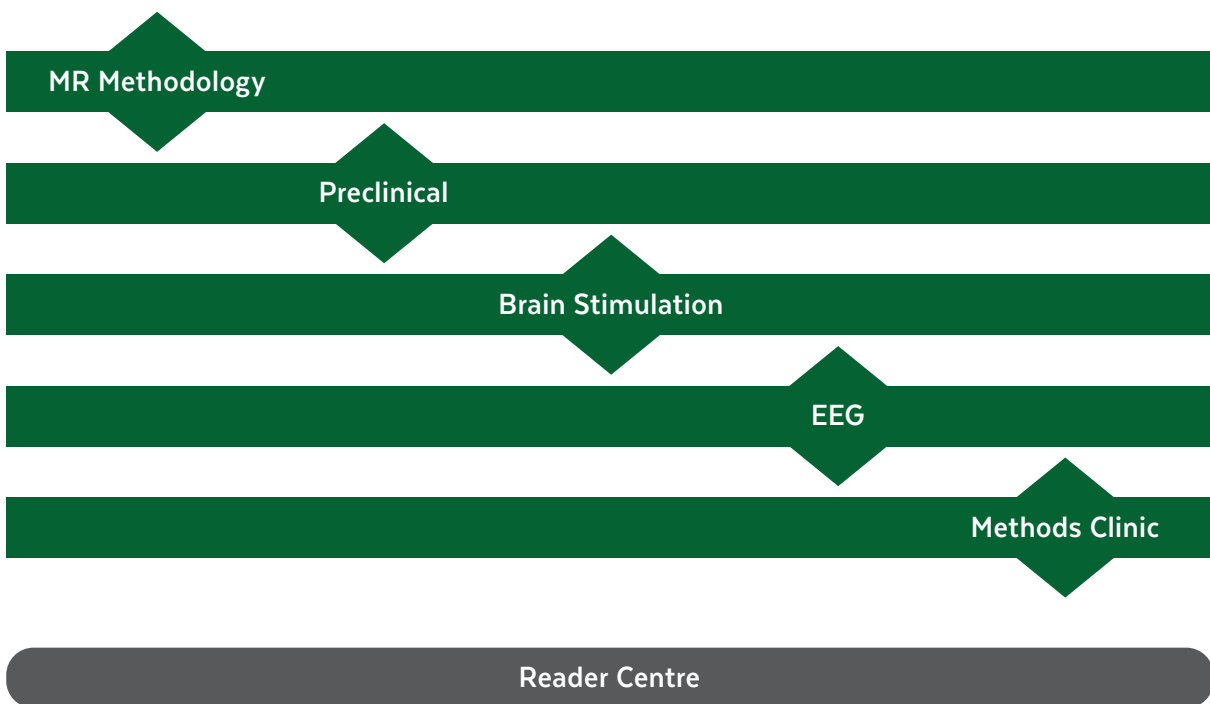 MR Methodology
Preclinical
Brain Stimulation
EEG
Methods Clinic
Reader Centre